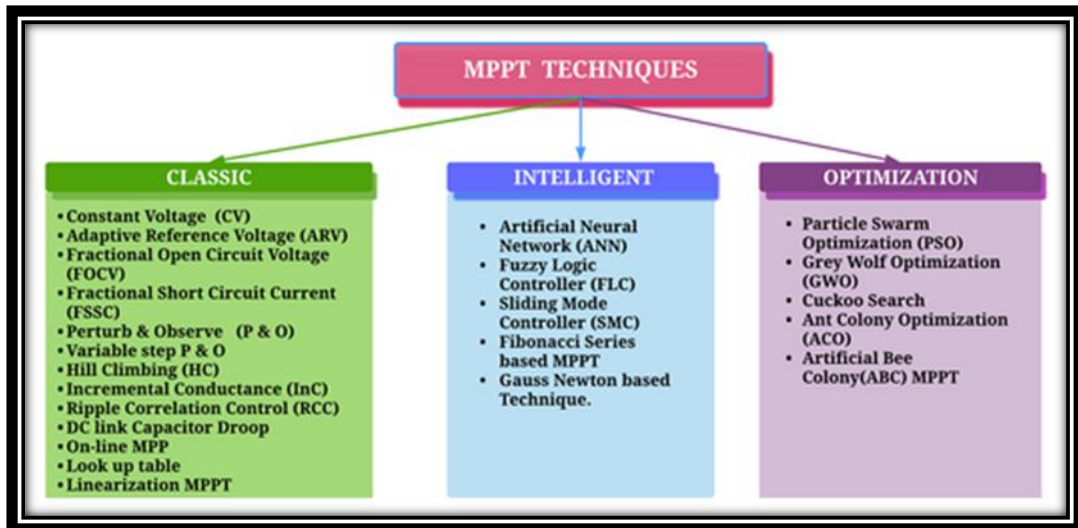 MPPT TECHNIQUES
CLASSIC
• Constant Voltage (CV)
• Adaptive Reference Voltage (ARV)
• Fractional Open Circuit Voltage
(FOCV)
• Fractional Short Circuit Current
(FSSC)
• Perturb & Observe (P & O)
• Variable step P & O
• Hill Climbing (HC)
• Incremental Conductance (InC)
• Ripple Correlation Control (RCC)
• DC link Capacitor Droop
• On-line MPP
• Look up table
• Linearization MPPT
INTELLIGENT
• Artificial Neural
Network (ANN)
• Fuzzy Logic
Controller (FLC)
• Sliding Mode
Controller (SMC)
• Fibonacci Series
based MPPT
• Gauss Newton based
Technique.
OPTIMIZATION
• Particle Swarm
Optimization (PSO)
• Grey Wolf Optimization
(GWO)
• Cuckoo Search
• Ant Colony Optimization
(ACO)
• Artificial Bee
Colony(ABC) MPPT